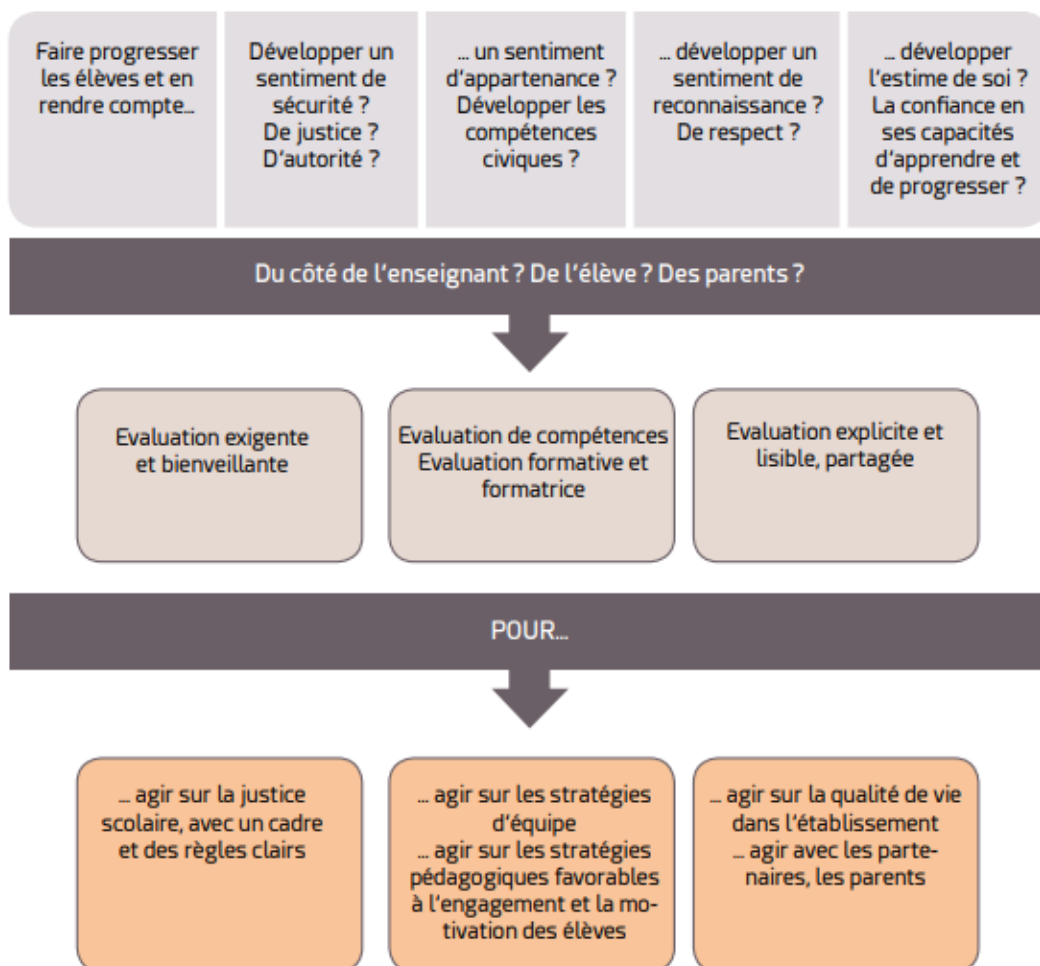 Faire progresser
les élèves et en
rendre compte...
Développer un
sentiment de
sécurité ?
De justice ?
D'autorité ?
... un sentiment
d'appartenance ?
Développer les
compétences
civiques ?
... développer un
sentiment de
reconnaissance ?
De respect ?
... développer
l'estime de soi ?
La confiance en
ses capacités
d'apprendre et
de progresser ?
Du côté de l'enseignant ? De l'élève ? Des parents ?
Evaluation exigente
et bienveillante
Evaluation de compétences
Evaluation formative et
formatrice
Evaluation explicite et
lisible, partagée
POUR...
... agir sur la justice
scolaire, avec un cadre
et des règles clairs
... agir sur les stratégies
d'équipe
... agir sur les stratégies
pédagogiques favorables
à l'engagement et la mo-
tivation des élèves
... agir sur la qualité de vie
dans l'établissement
... agir avec les parte-
naires, les parents